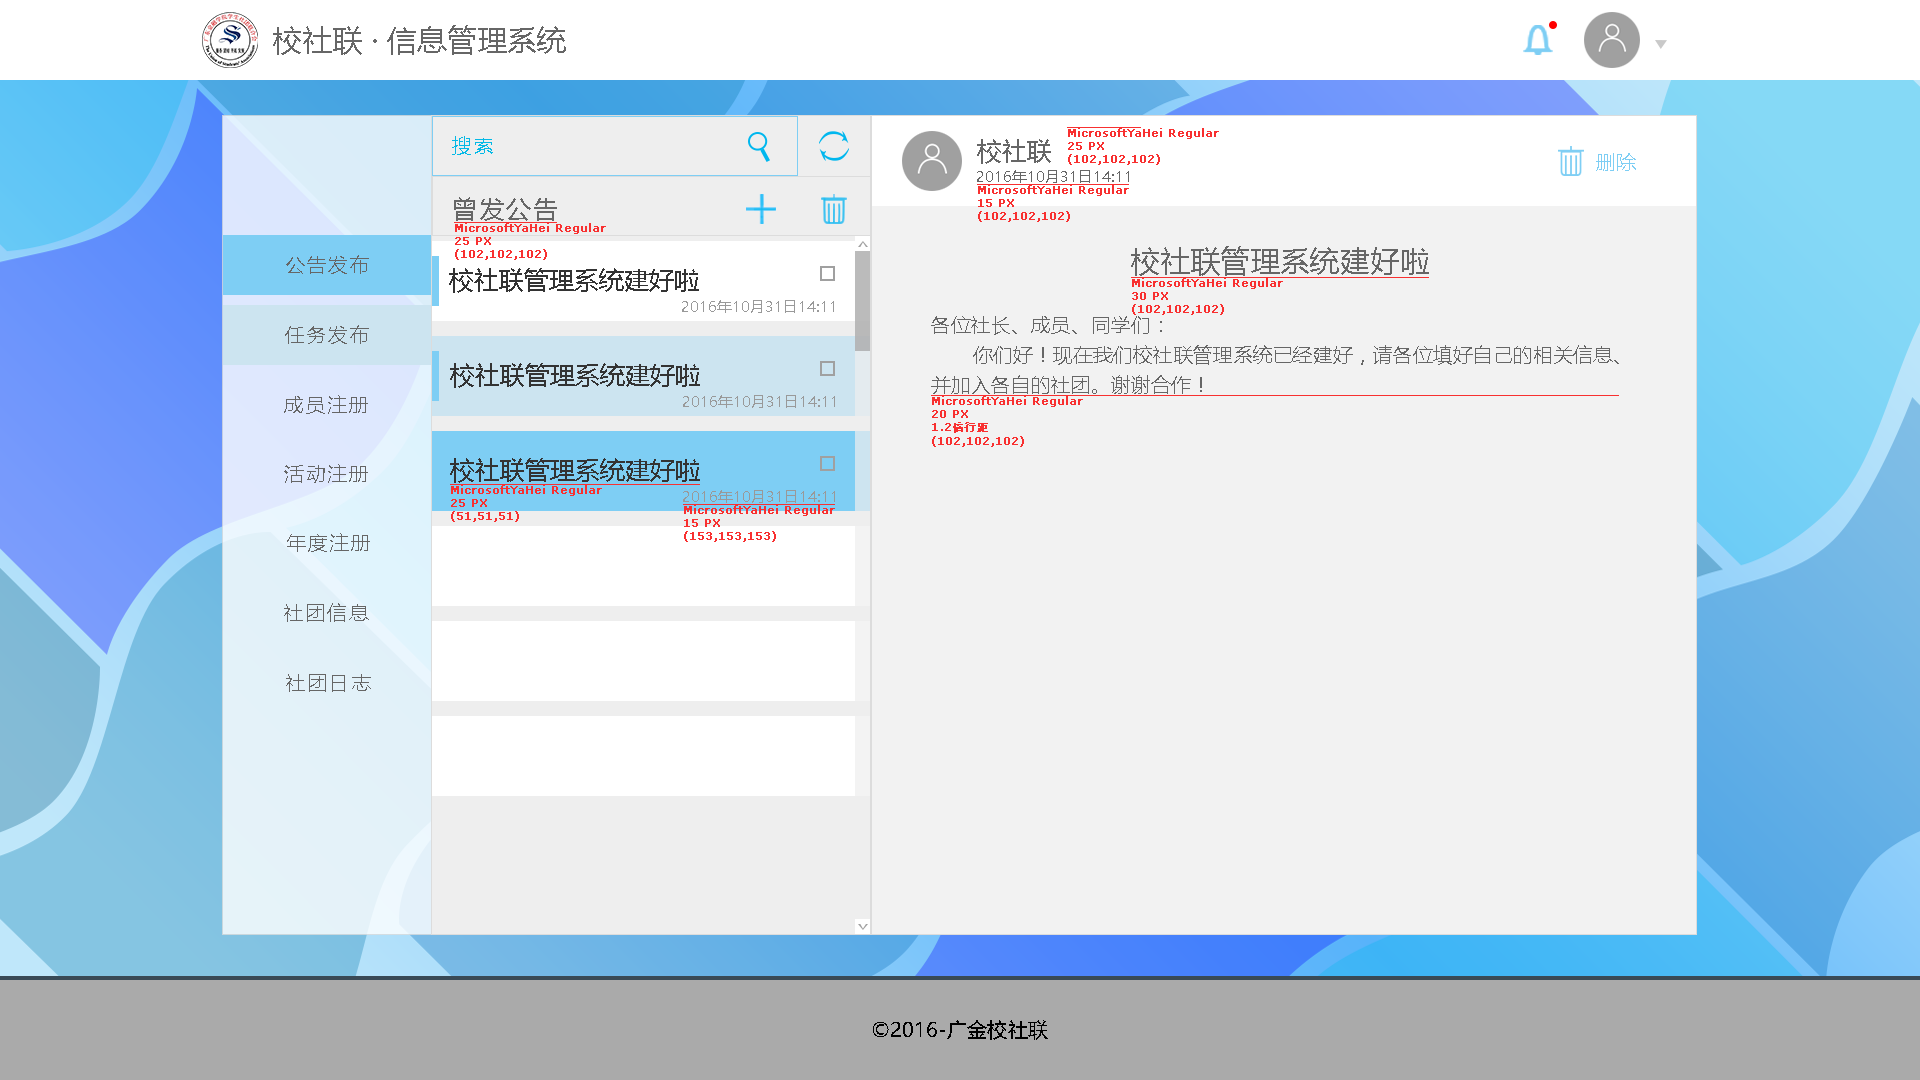 校社联 · 信息管理系统
搜索
曾发公告
MicrosoftYaHei Regular
25 PX
(102,102,102)
公告发布
任务发布
成员注册
活动注册
年度注册
社团信息
社团日志
校社联管理系统建好啦
2016年10月31日14:11
校社联管理系统建好啦
2016年10月31日14:11
校社联管理系统建好啦
MicrosoftYaHei Regular
25 PX
(51,51,51)
2016年10月31日14:11
MicrosoftYaHei Regular
15 PX
(153,153,153)
校社联
MicrosoftYaHei Regular
25 PX
(102,102,102)
2016年10月31日14:11
MicrosoftYaHei Regular
15 PX
(102,102,102)
删除
校社联管理系统建好啦
MicrosoftYaHei Regular
30 PX
(102,102,102)
各位社长、成员、同学们：
你们好！现在我们校社联管理系统已经建好，请各位填好自己的相关信息、
并加入各自的社团。谢谢合作！
MicrosoftYaHei Regular
20 PX
1.2倍行距
(102,102,102)
©2016-广金校社联